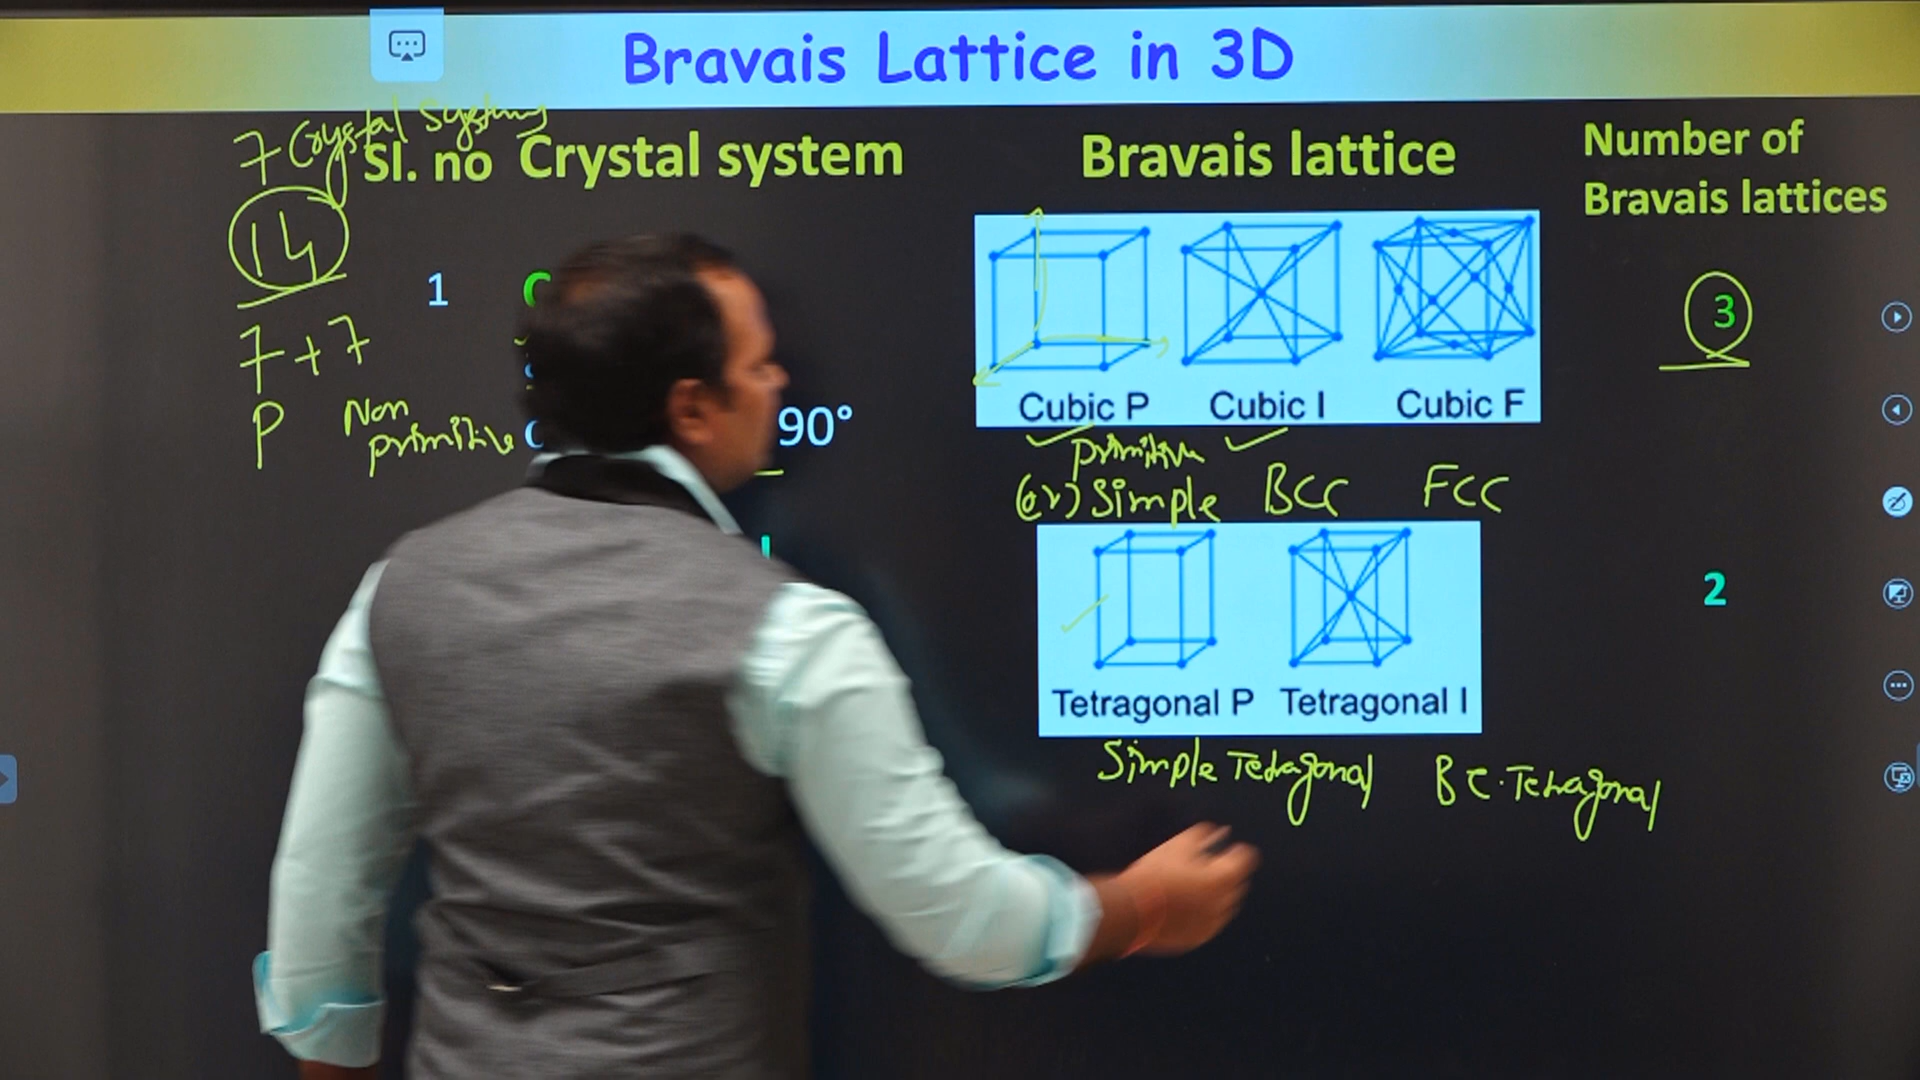 Bravais Lattice in 3D
7 Crystal Systems
Sl. no Crystal system Bravais lattice Number of
Bravais lattices
14
1 C
3
7+7
Cubic P Cubic I Cubic F
P Non
primitive
90°
primitive
(or) Simple BCC FCC
2
Tetragonal P Tetragonal I
Simple Tetragonal BC.Tetragonal